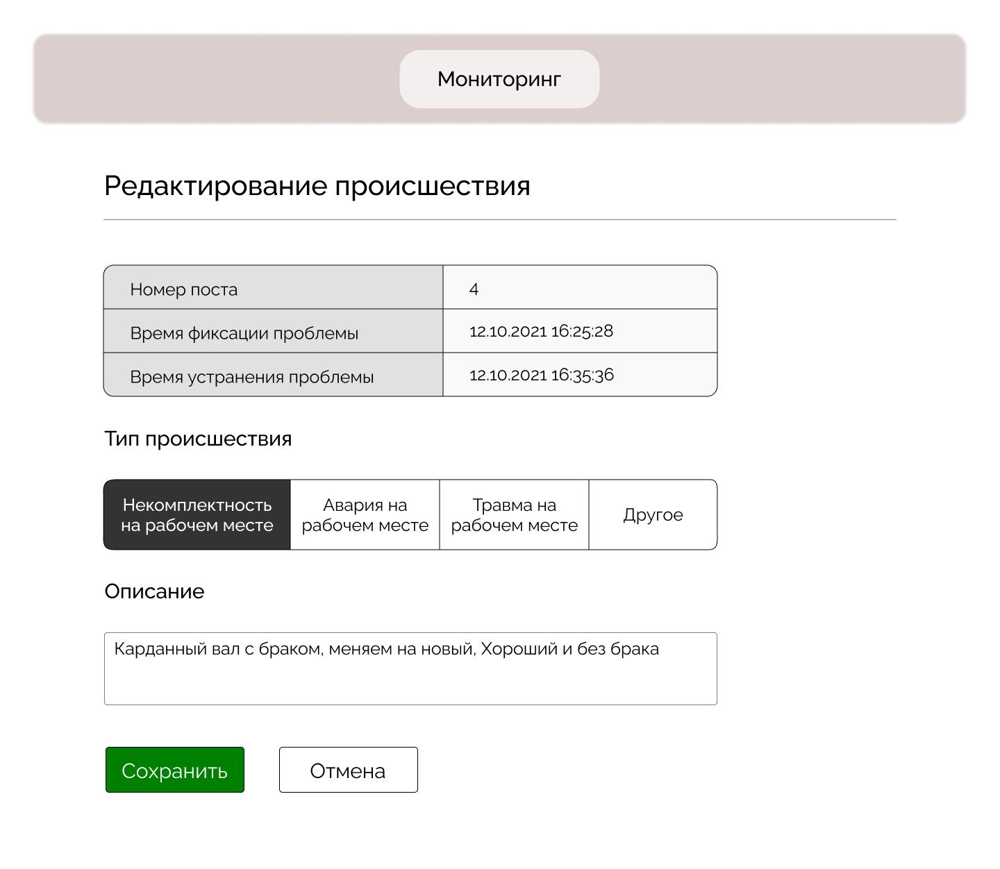 Мониторинг
Редактирование происшествия
Номер поста 4
Время фиксации проблемы 12.10.2021 16:25:28
Время устранения проблемы 12.10.2021 16:35:36
Тип происшествия
Некомплектность
на рабочем месте
Авария на
рабочем месте
Травма на
рабочем месте
Другое
Описание
Карданный вал с браком, меняем на новый, Хороший и без брака
Сохранить Отмена